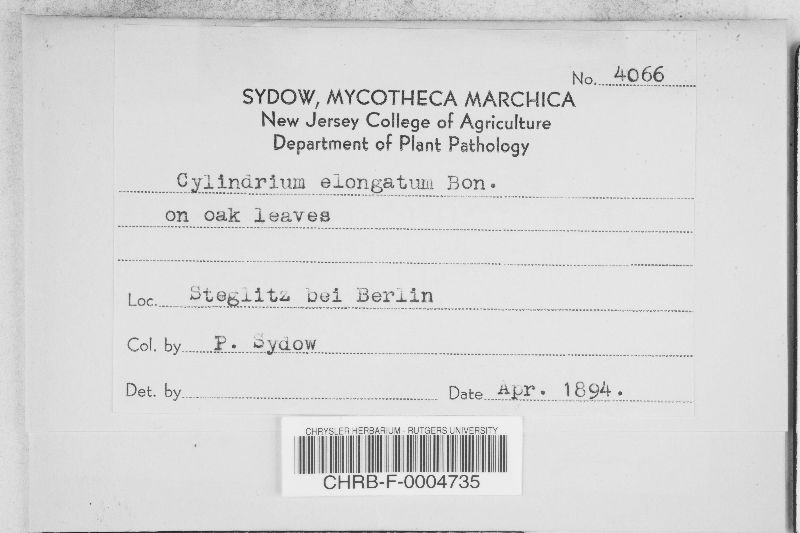 No. 4066
SYDOW, MYCOTHECA MARCHICA
New Jersey College of Agriculture
Department of Plant Pathology
Cylindrium elongatum Bon.
on oak leaves
Loc. Steglitz bei Berlin
Col. by P. Sydow
Det. by Date Apr. 1894.
CHRYSLER HERBARIUM - RUTGERS UNIVERSITY
CHRB-F-0004735